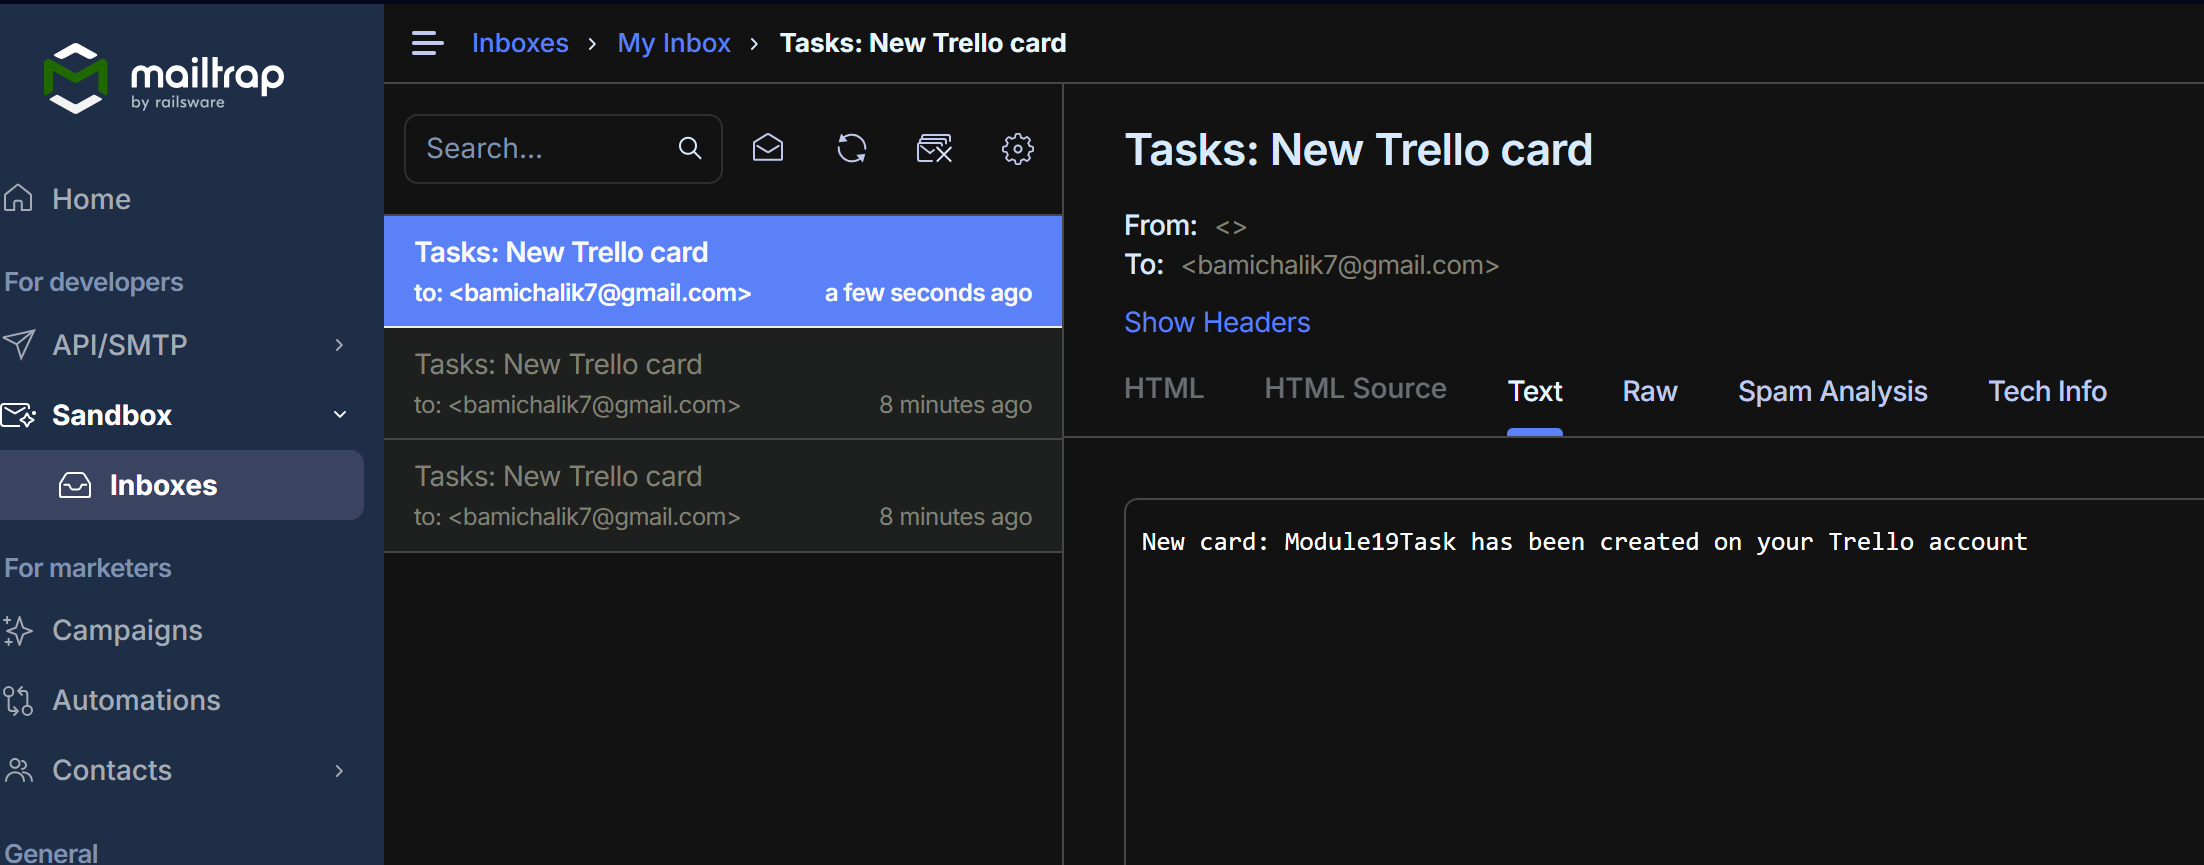 mailtrap
by railsware
Home
For developers
API/SMTP
Sandbox
Inboxes
For marketers
Campaigns
Automations
Contacts
General
Inboxes › My Inbox › Tasks: New Trello card
Search...
Tasks: New Trello card
to: <bamichalik7@gmail.com> a few seconds ago
Tasks: New Trello card
to: <bamichalik7@gmail.com> 8 minutes ago
Tasks: New Trello card
to: <bamichalik7@gmail.com> 8 minutes ago
Tasks: New Trello card
From: <>
To: <bamichalik7@gmail.com>
Show Headers
HTML HTML Source Text Raw Spam Analysis Tech Info
New card: Module19Task has been created on your Trello account